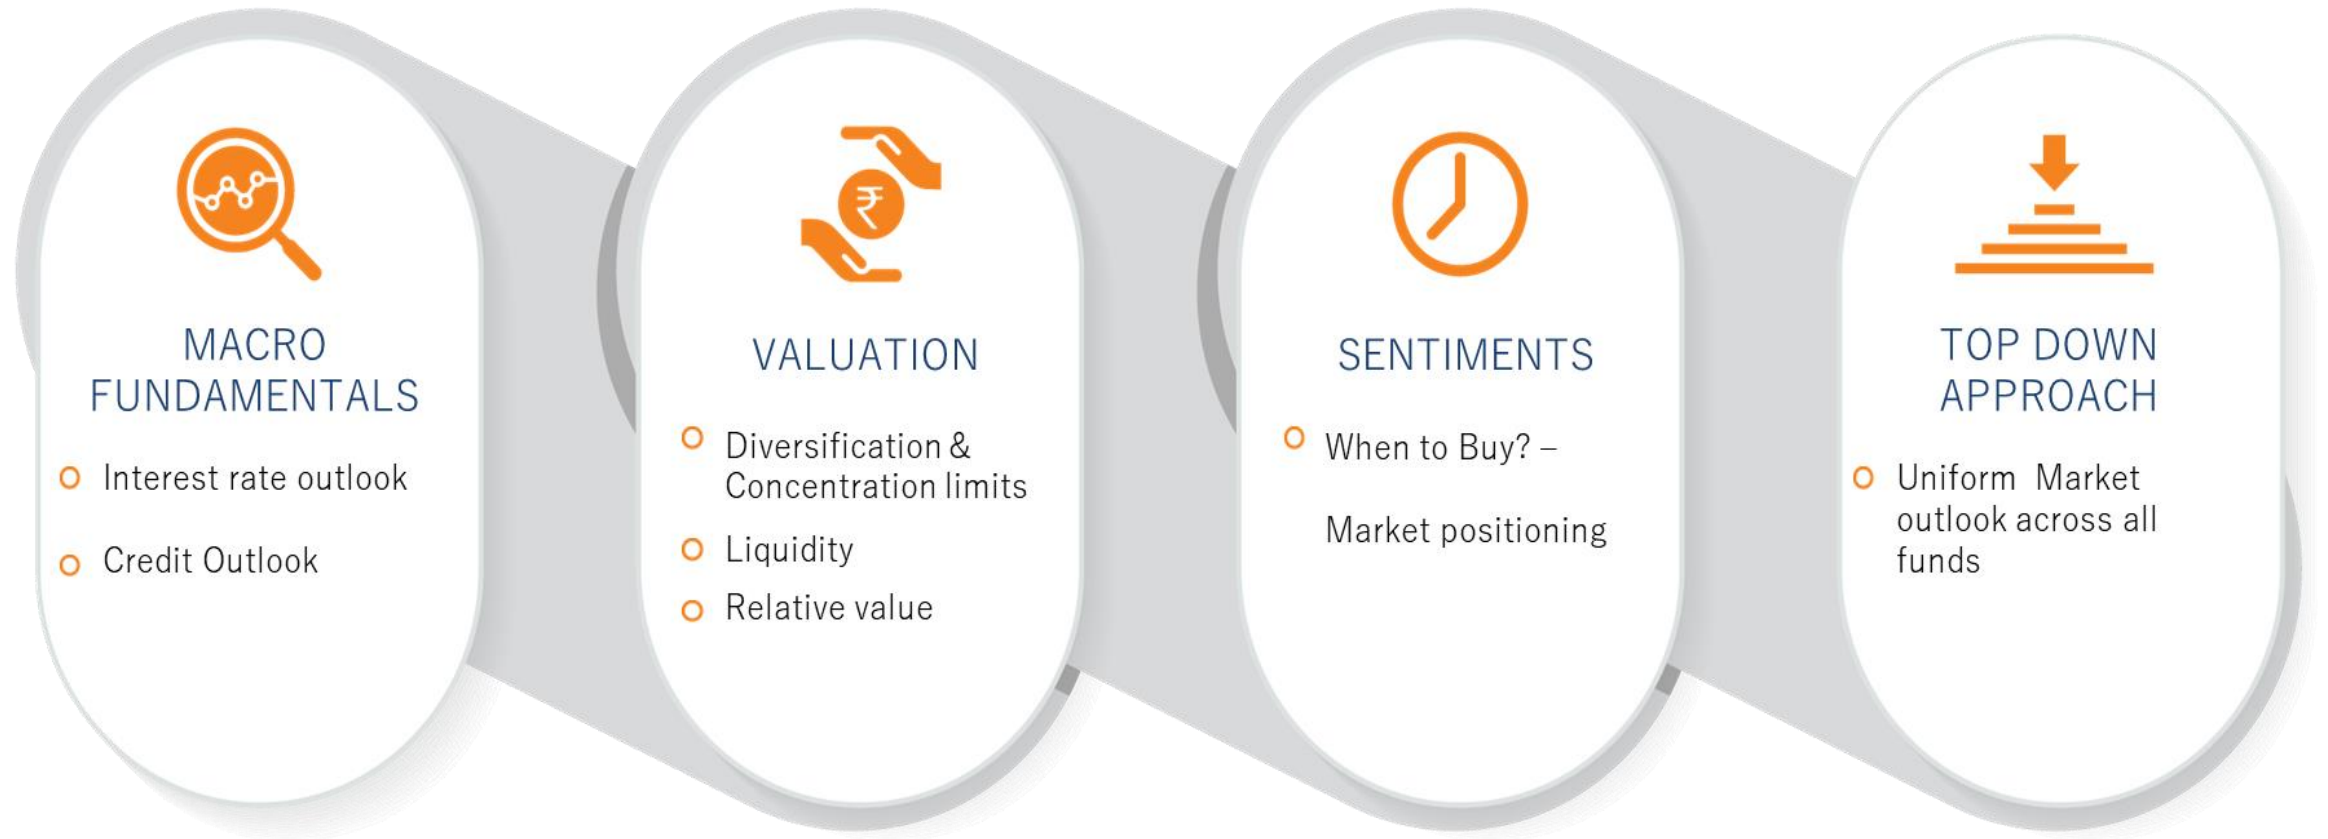 MACRO
FUNDAMENTALS
Interest rate outlook
Credit Outlook
₹
VALUATION
Diversification &
Concentration limits
Liquidity
Relative value
SENTIMENTS
When to Buy? –
Market positioning
TOP DOWN
APPROACH
Uniform Market
outlook across all
funds